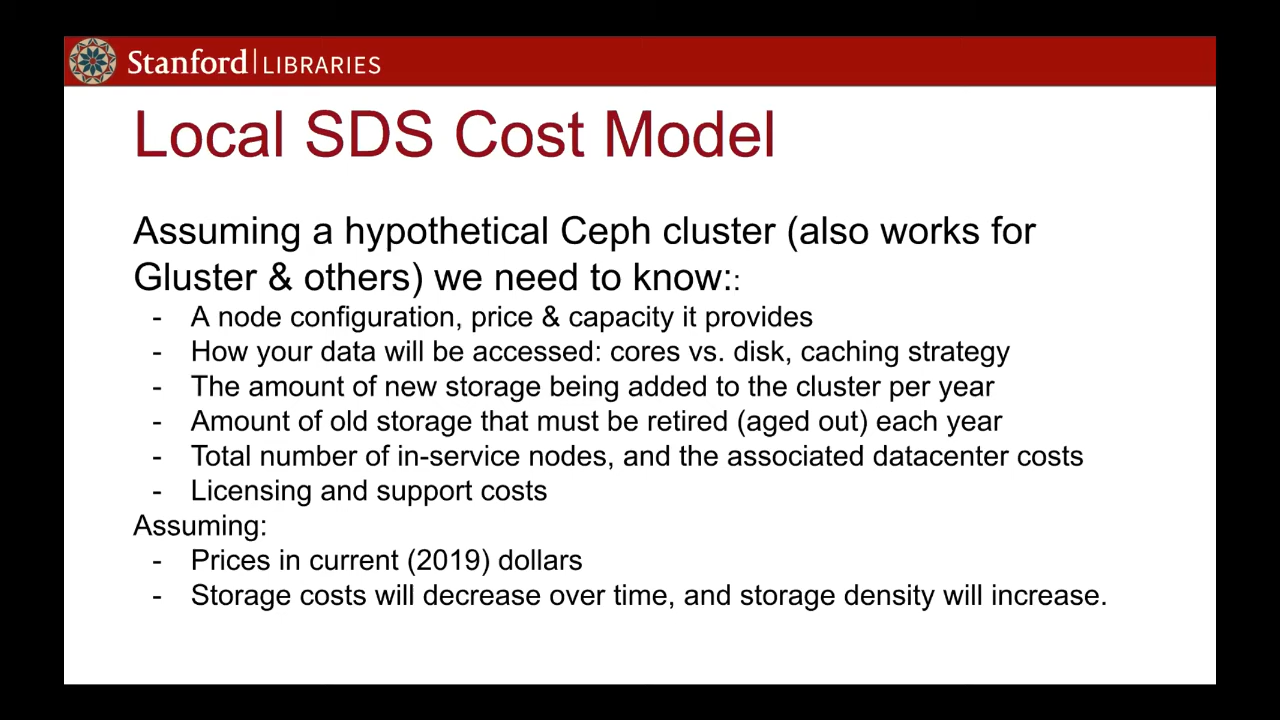 Stanford LIBRARIES
Local SDS Cost Model
Assuming a hypothetical Ceph cluster (also works for
Gluster & others) we need to know::
- A node configuration, price & capacity it provides
- How your data will be accessed: cores vs. disk, caching strategy
- The amount of new storage being added to the cluster per year
- Amount of old storage that must be retired (aged out) each year
- Total number of in-service nodes, and the associated datacenter costs
- Licensing and support costs
Assuming:
- Prices in current (2019) dollars
- Storage costs will decrease over time, and storage density will increase.